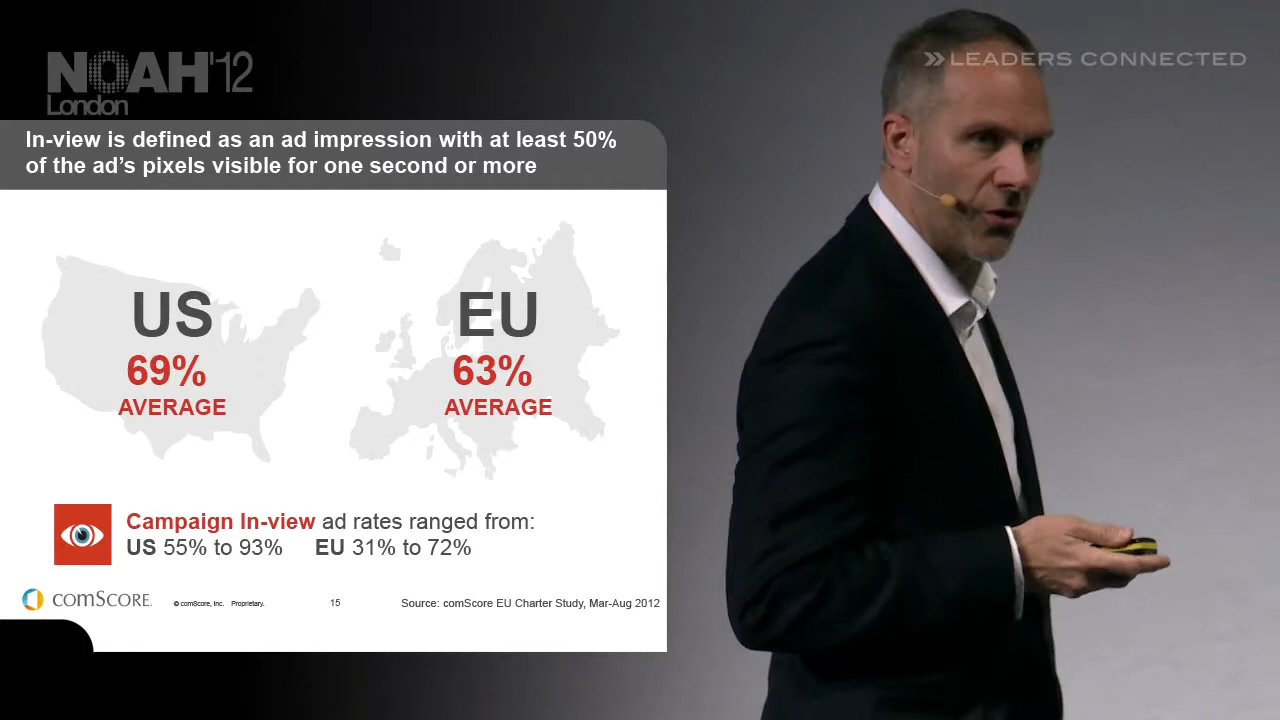 NOAH'12
London
LEADERS CONNECTED
In-view is defined as an ad impression with at least 50%
of the ad's pixels visible for one second or more
US
69%
AVERAGE
EU
63%
AVERAGE
Campaign In-view ad rates ranged from:
US 55% to 93% EU 31% to 72%
comScore.
© comScore, Inc. Proprietary.
15
Source: comScore EU Charter Study, Mar-Aug 2012